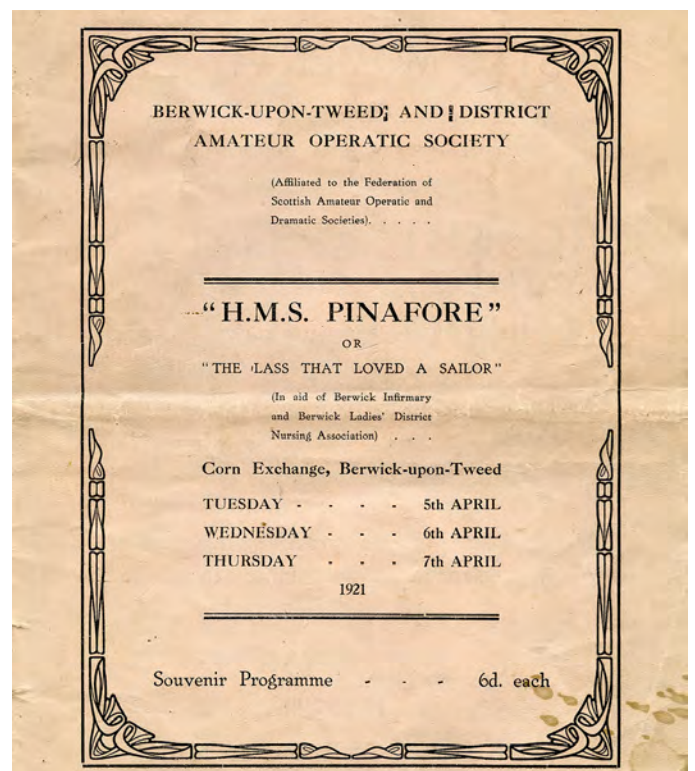 BERWICK-UPON-TWEED AND DISTRICT
AMATEUR OPERATIC SOCIETY
(Affiliated to the Federation of
Scottish Amateur Operatic and
Dramatic Societies). . . . .
"H.M.S. PINAFORE"
OR
"THE LASS THAT LOVED A SAILOR"
(In aid of Berwick Infirmary
and Berwick Ladies' District
Nursing Association) . . .
Corn Exchange, Berwick-upon-Tweed
TUESDAY - - - - 5th APRIL
WEDNESDAY - - - 6th APRIL
THURSDAY - - - 7th APRIL
1921
Souvenir Programme - - - 6d. each